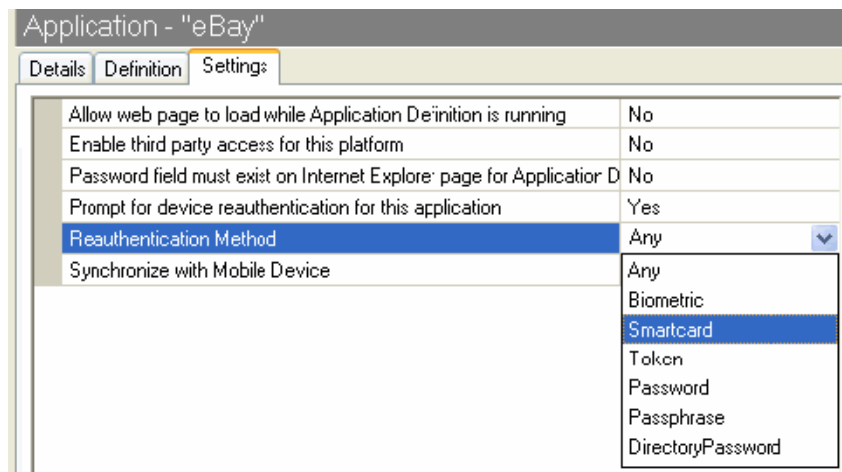 Application - "eBay"
Details Definition Settings
Allow web page to load while Application Definition is running No
Enable third party access for this platform No
Password field must exist on Internet Explorer page for Application D No
Prompt for device reauthentication for this application Yes
Reauthentication Method Any
Synchronize with Mobile Device
Any
Biometric
Smartcard
Token
Password
Passphrase
DirectoryPassword